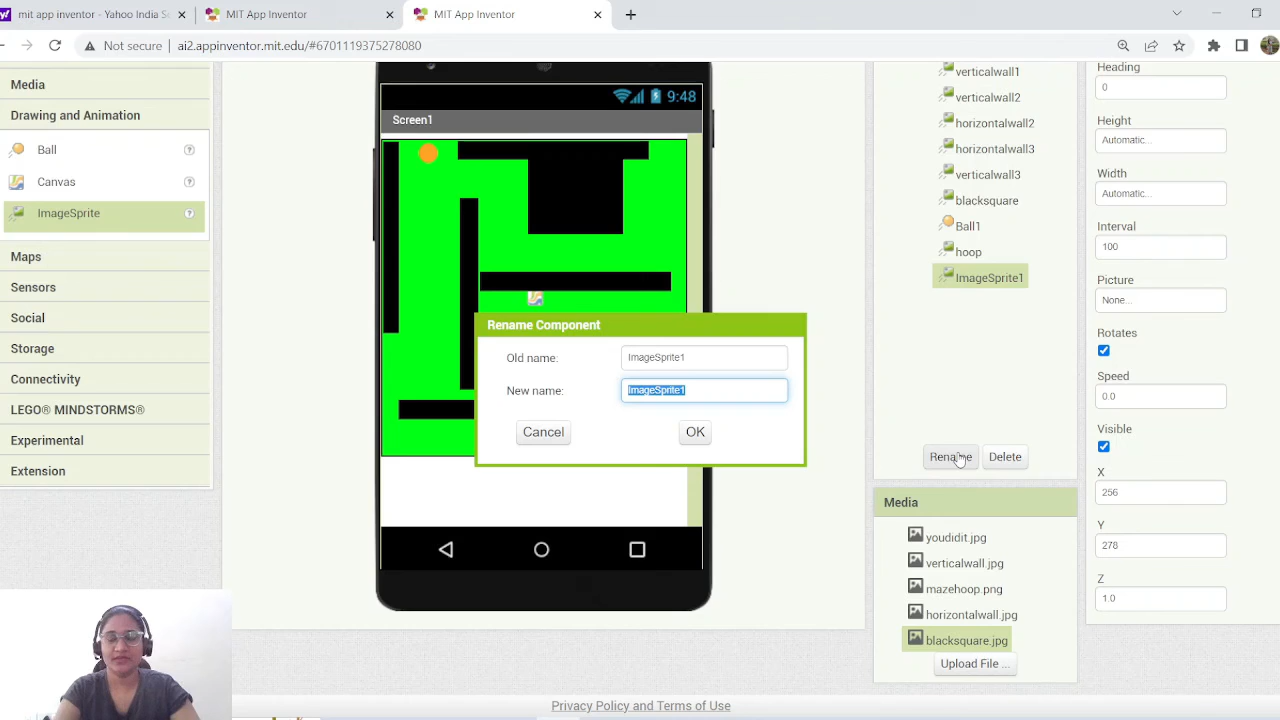 mit app inventor - Yahoo India S
MIT App Inventor
MIT App Inventor
Not secure
ai2.appinventor.mit.edu/#6701119375278080
Media
Drawing and Animation
Ball
Canvas
ImageSprite
Maps
Sensors
Social
Storage
Connectivity
LEGO® MINDSTORMS®
Experimental
Extension
9:48
Screen1
Rename Component
Old name:
ImageSprite1
New name:
ImageSprite1
Cancel
OK
verticalwall1
verticalwall2
horizontalwall2
horizontalwall3
verticalwall3
blacksquare
Ball1
hoop
ImageSprite1
Rename
Delete
Media
youdidit.jpg
verticalwall.jpg
mazehoop.png
horizontalwall.jpg
blacksquare.jpg
Upload File ...
Heading
0
Height
Automatic...
Width
Automatic...
Interval
100
Picture
None...
Rotates
Speed
0.0
Visible
X
256
Y
278
Z
1.0
Privacy Policy and Terms of Use